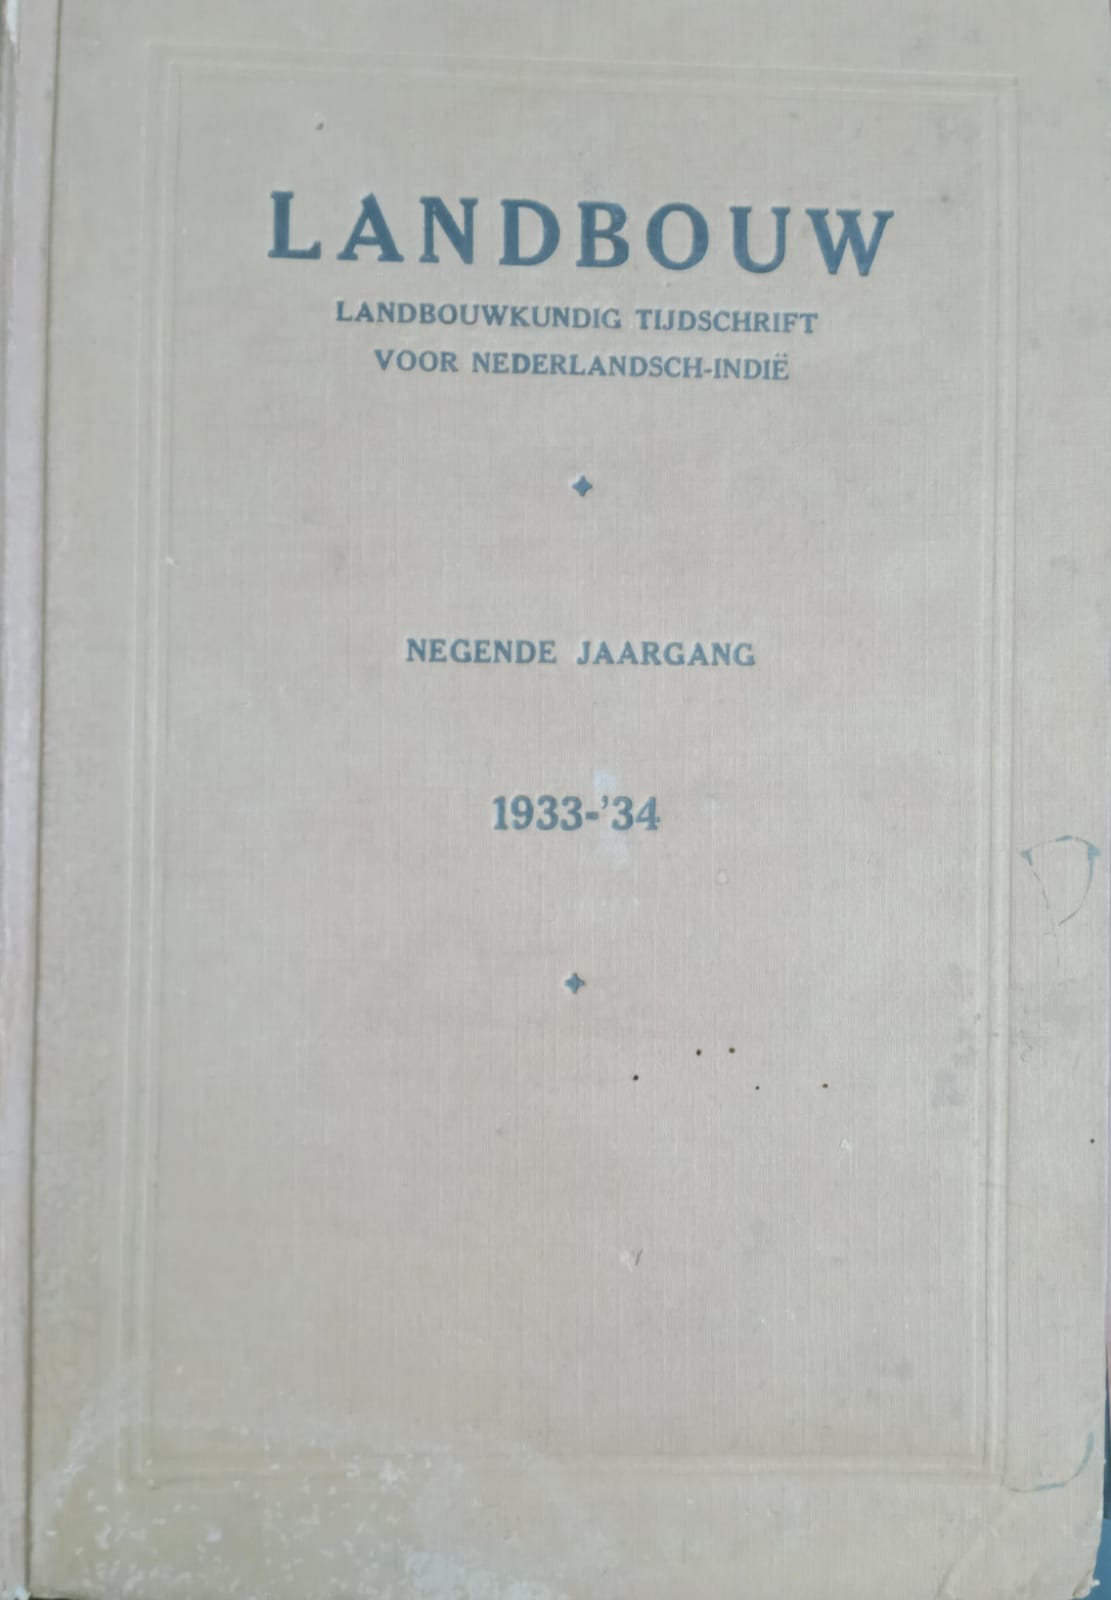 LANDBOUW
LANDBOUWKUNDIG TIJDSCHRIFT
VOOR NEDERLANDSCH-INDIË
NEGENDE JAARGANG
1933-'34